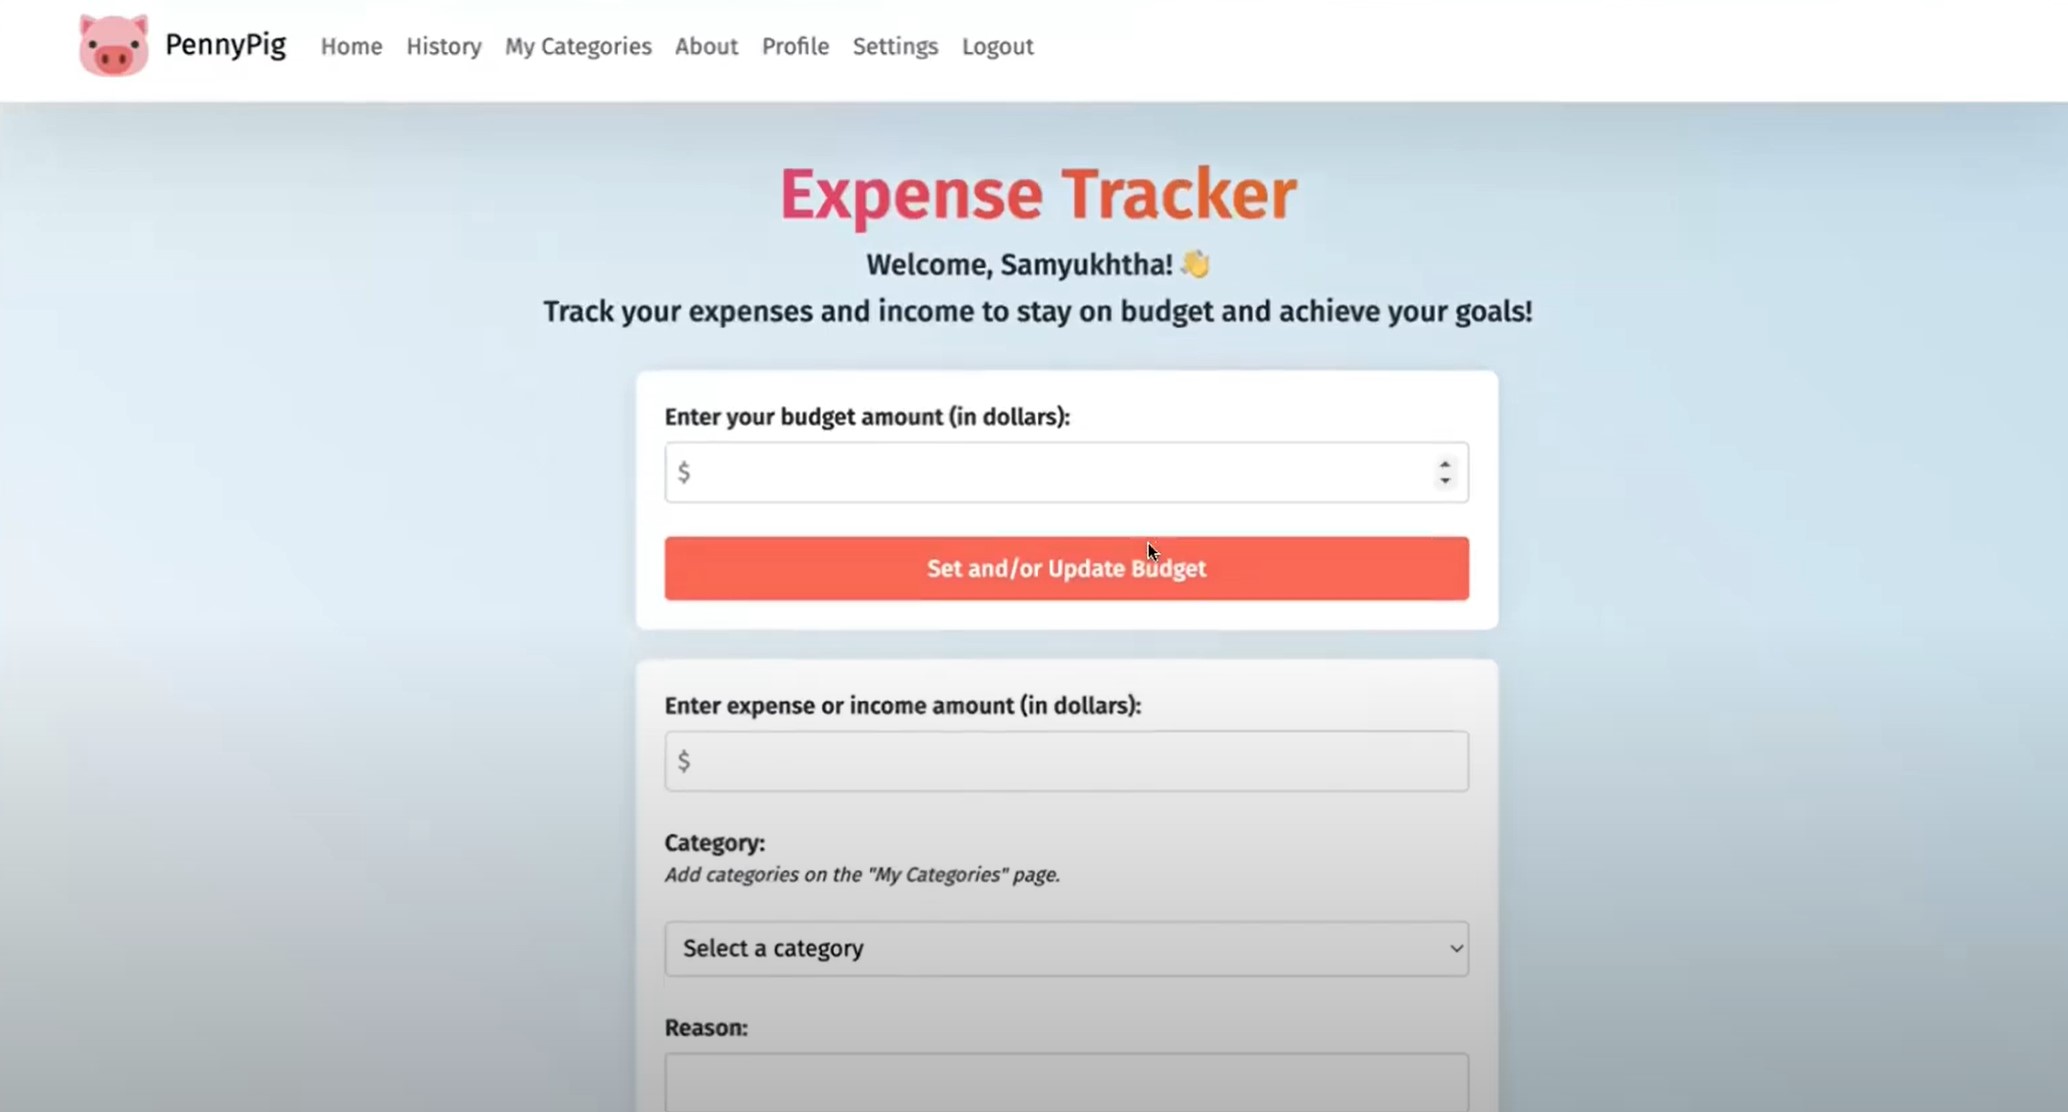 PennyPig Home History My Categories About Profile Settings Logout
Expense Tracker
Welcome, Samyukhtha! 👋
Track your expenses and income to stay on budget and achieve your goals!
Enter your budget amount (in dollars):
$
Set and/or Update Budget
Enter expense or income amount (in dollars):
$
Category:
Add categories on the "My Categories" page.
Select a category
Reason: